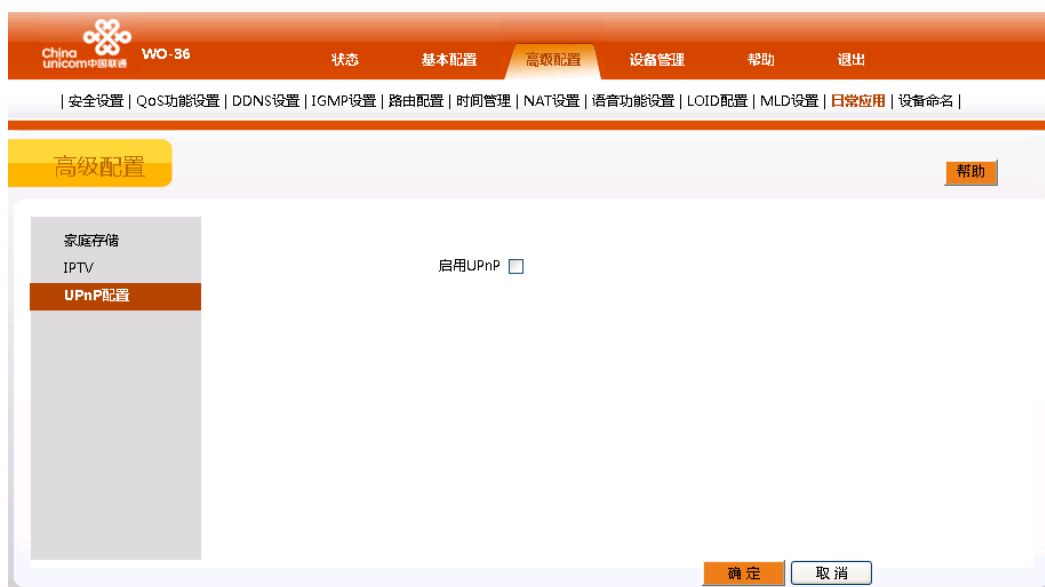 China
unicom中国联通
WO-36
状态 基本配置 高级配置 设备管理 帮助 退出
| 安全设置 | QoS功能设置 | DDNS设置 | IGMP设置 | 路由配置 | 时间管理 | NAT设置 | 语音功能设置 | LOID配置 | MLD设置 | 日常应用 | 设备命名 |
高级配置
帮助
家庭存储
IPTV
UPnP配置
启用UPnP
确定 取消